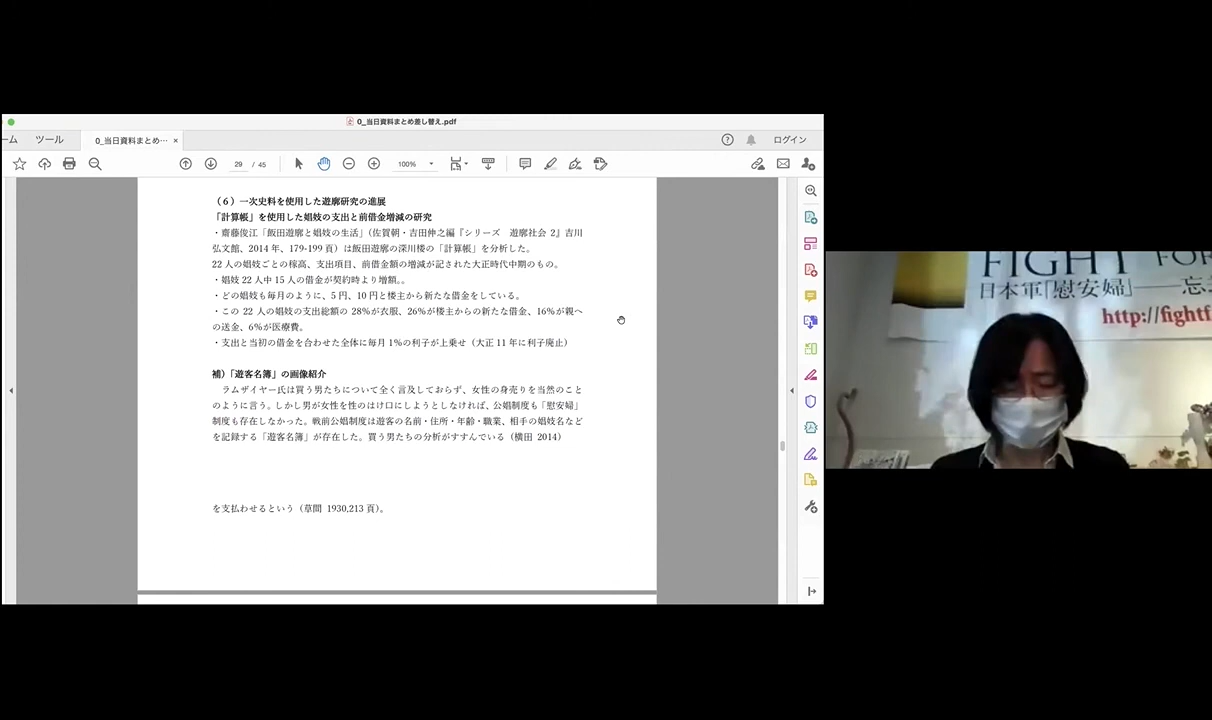 0_当日資料まとめ差し替え.pdf
ーム ツール 0_当日資料まとめ… × ログイン
29 / 45 100%
（６）一次史料を使用した遊廓研究の進展
「計算帳」を使用した娼妓の支出と前借金増減の研究
・齋藤俊江「飯田遊廓と娼妓の生活」（佐賀朝・吉田伸之編『シリーズ　遊廓社会 2』吉川
弘文館、2014 年、179-199 頁）は飯田遊廓の深川楼の「計算帳」を分析した。
22 人の娼妓ごとの稼高、支出項目、前借金額の増減が記された大正時代中期のもの。
・娼妓 22 人中 15 人の借金が契約時より増額。。
・どの娼妓も毎月のように、5 円、10 円と楼主から新たな借金をしている。
・この 22 人の娼妓の支出総額の 28%が衣服、26%が楼主からの新たな借金、16%が親へ
の送金、6%が医療費。
・支出と当初の借金を合わせた全体に毎月 1%の利子が上乗せ（大正 11 年に利子廃止）
補）「遊客名簿」の画像紹介
　ラムザイヤー氏は買う男たちについて全く言及しておらず、女性の身売りを当然のこと
のように言う。しかし男が女性を性のはけ口にしようとしなければ、公娼制度も「慰安婦」
制度も存在しなかった。戦前公娼制度は遊客の名前・住所・年齢・職業、相手の娼妓名など
を記録する「遊客名簿」が存在した。買う男たちの分析がすすんでいる（横田 2014）
を支払わせるという（草間 1930,213 頁）。
FIGHT FOR
日本軍「慰安婦」――忘
http://fightf